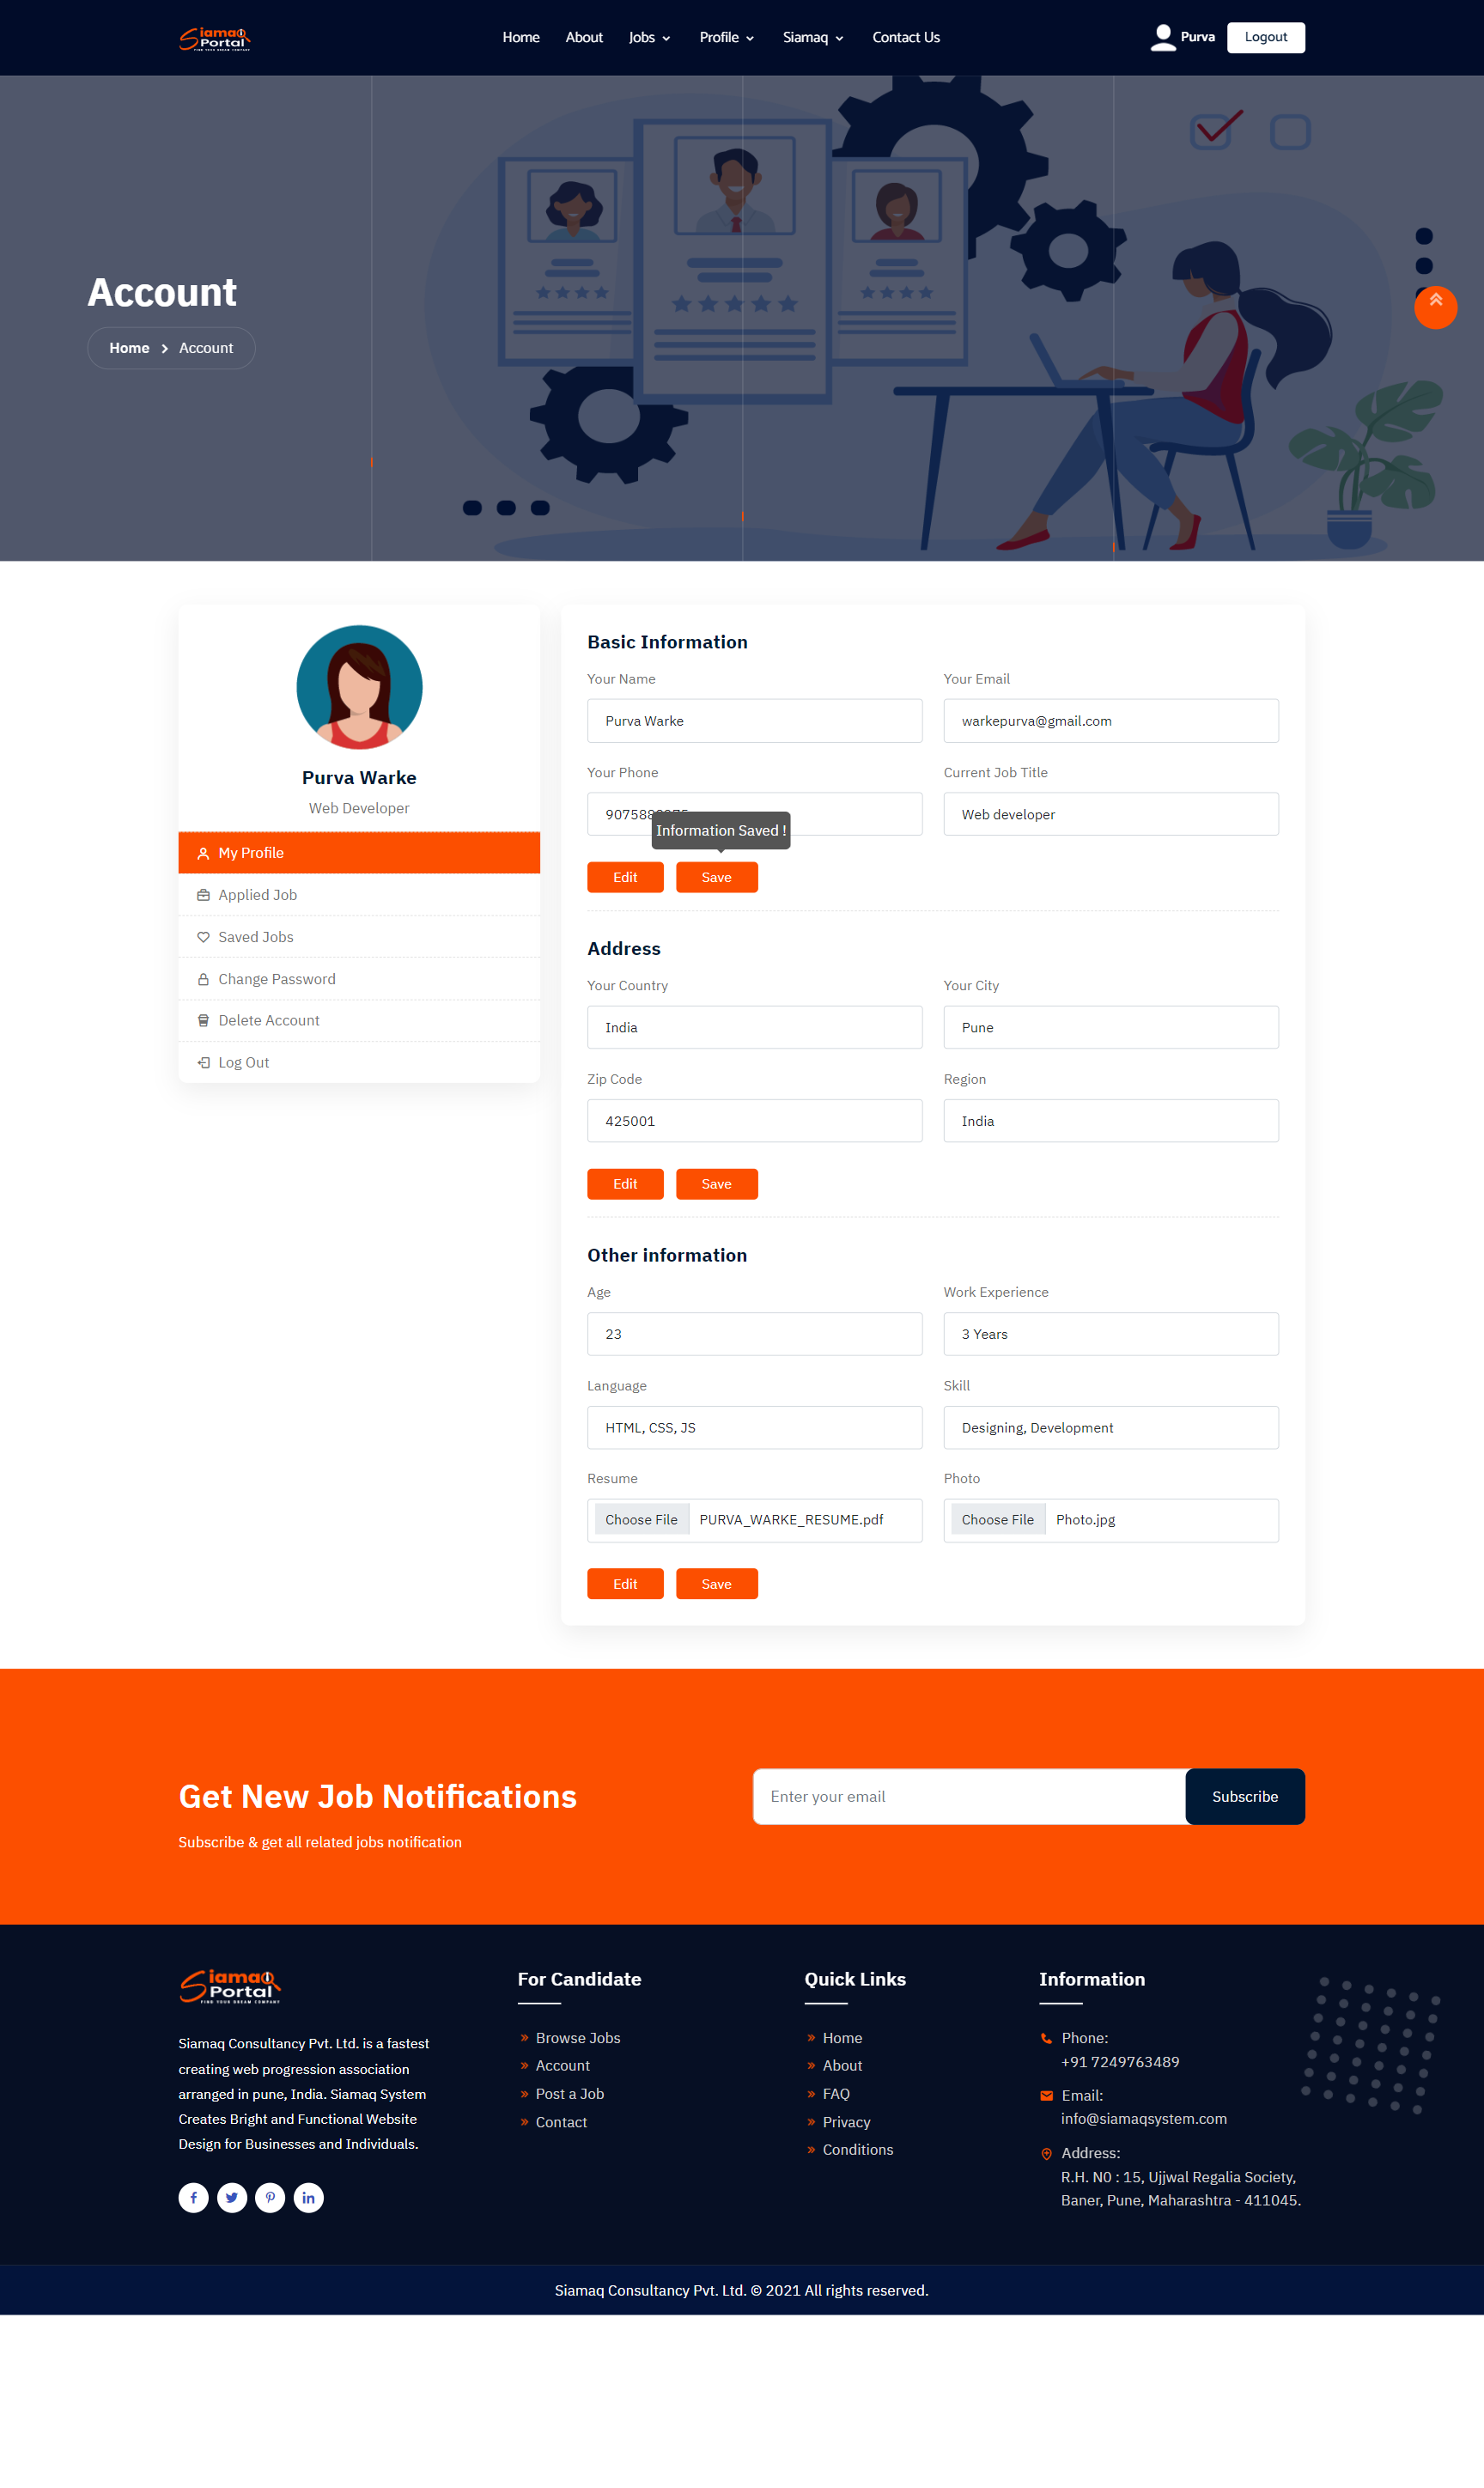 Siamaq
Portal
Home
About
Jobs
Profile
Siamaq
Contact Us
Purva
Logout
Account
Home
Account
Purva Warke
Web Developer
My Profile
Applied Job
Saved Jobs
Change Password
Delete Account
Log Out
Basic Information
Your Name
Your Email
Purva Warke
warkepurva@gmail.com
Your Phone
Current Job Title
Web developer
Information Saved !
Edit
Save
Address
Your Country
Your City
India
Pune
Zip Code
Region
425001
India
Edit
Save
Other information
Age
Work Experience
23
3 Years
Language
Skill
HTML, CSS, JS
Designing, Development
Resume
Photo
Choose File
PURVA_WARKE_RESUME.pdf
Choose File
Photo.jpg
Edit
Save
Get New Job Notifications
Subscribe & get all related jobs notification
Enter your email
Subscribe
Siamaq
Portal
FIND YOUR DREAM COMPANY
Siamaq Consultancy Pvt. Ltd. is a fastest
creating web progression association
arranged in pune, India. Siamaq System
Creates Bright and Functional Website
Design for Businesses and Individuals.
For Candidate
Browse Jobs
Account
Post a Job
Contact
Quick Links
Home
About
FAQ
Privacy
Conditions
Information
Phone:
+91 7249763489
Email:
info@siamaqsystem.com
Address:
R.H. N0 : 15, Ujjwal Regalia Society,
Baner, Pune, Maharashtra - 411045.
Siamaq Consultancy Pvt. Ltd. © 2021 All rights reserved.